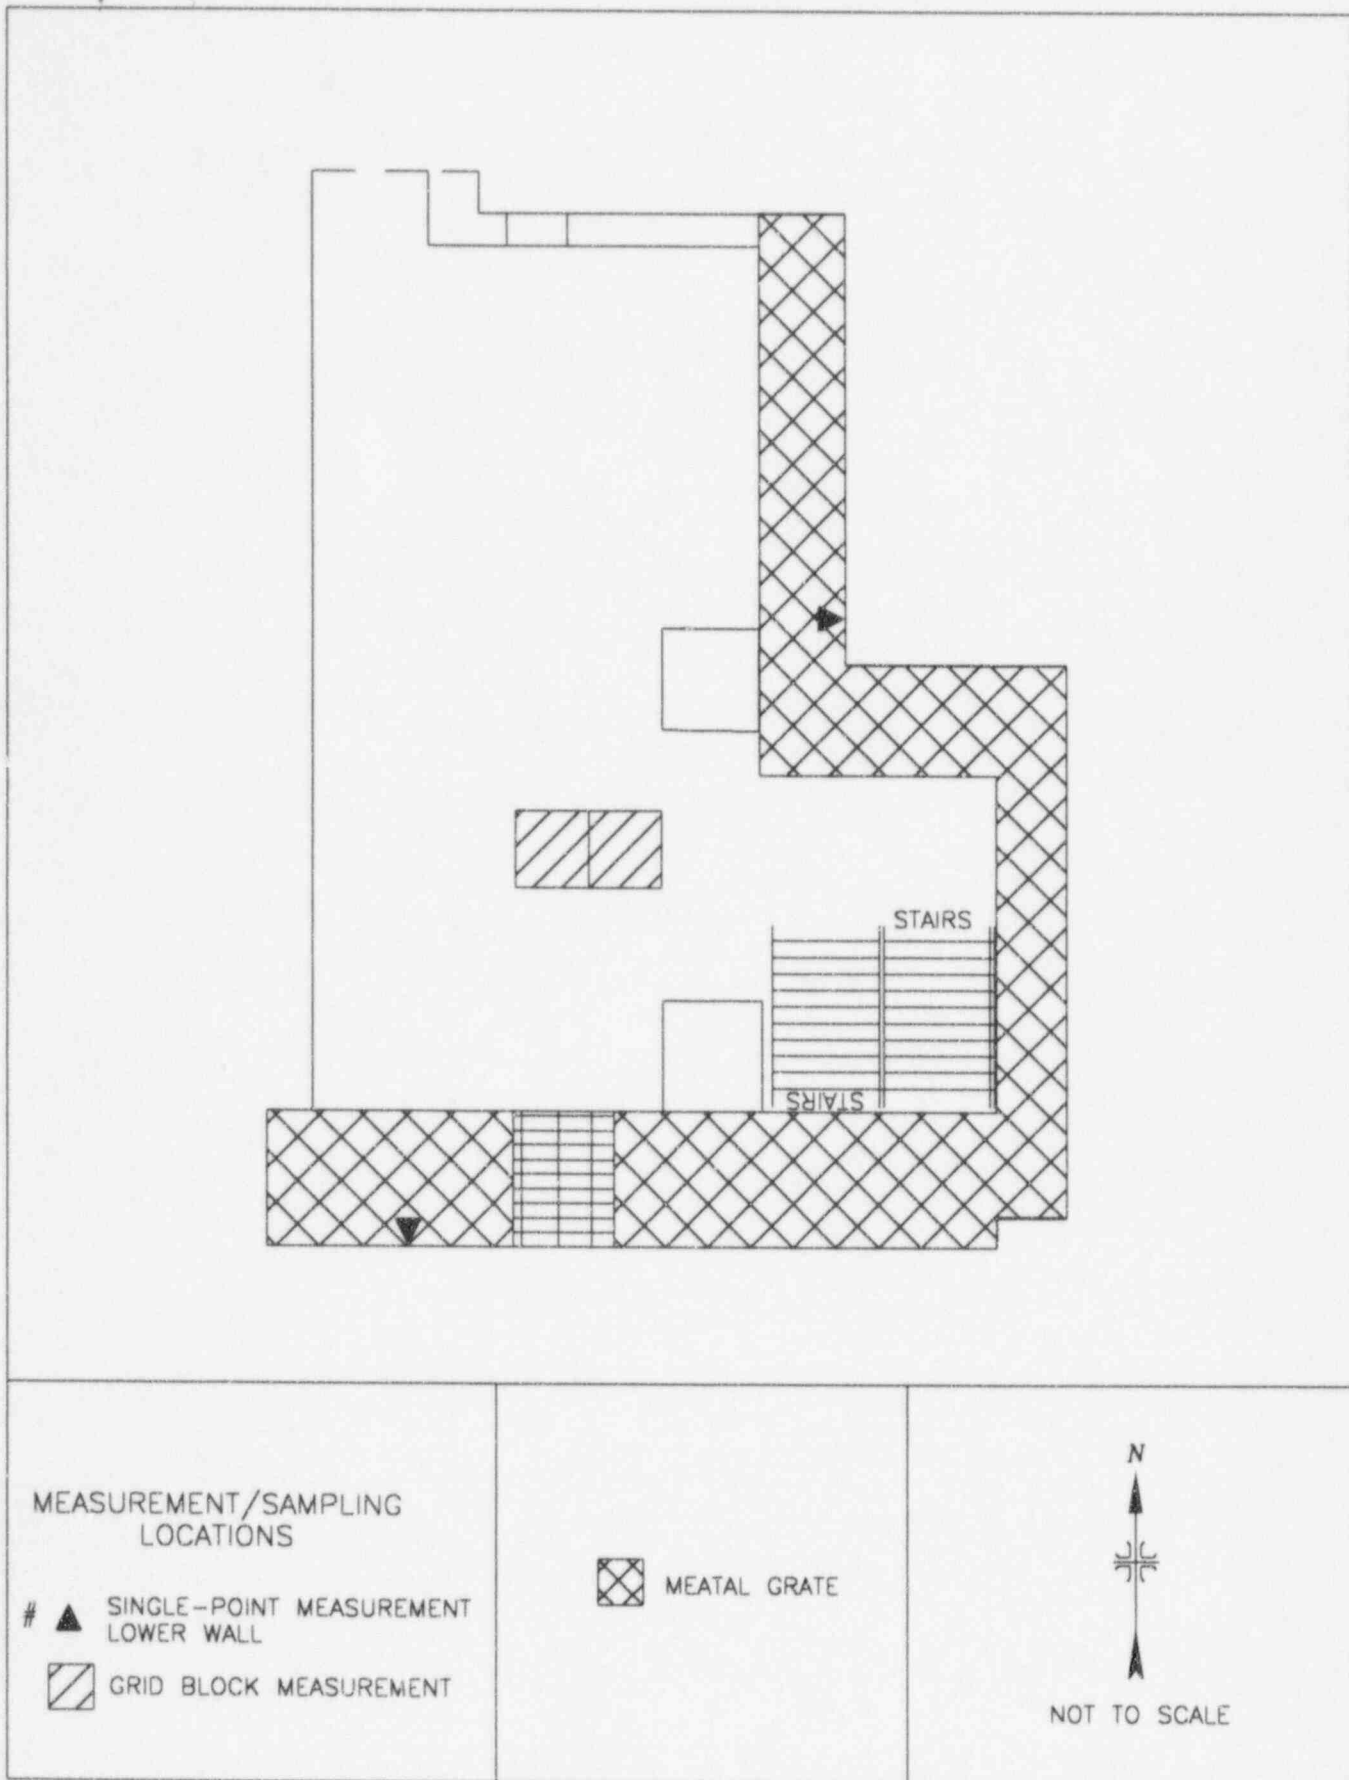 STAIRS
STAIRS
MEASUREMENT/SAMPLING
LOCATIONS
# SINGLE-POINT MEASUREMENT
LOWER WALL
GRID BLOCK MEASUREMENT
MEATAL GRATE
N
NOT TO SCALE